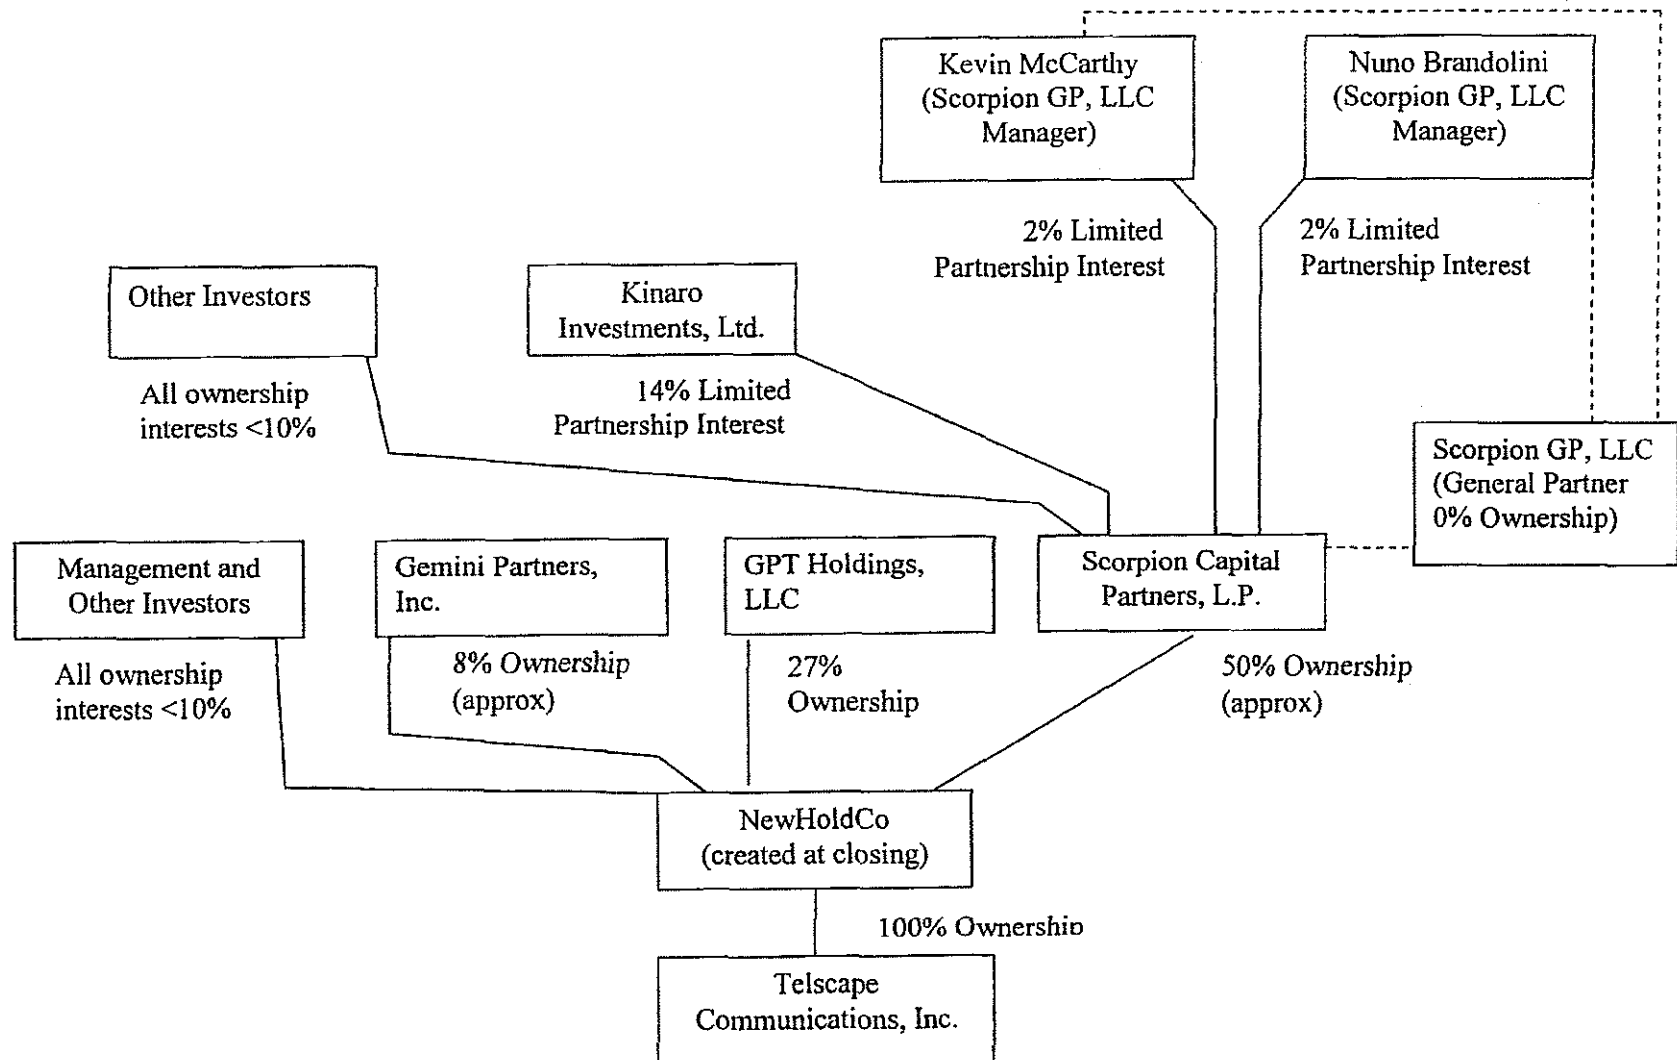 Kevin McCarthy
(Scorpion GP, LLC
Manager)
Nuno Brandolini
(Scorpion GP, LLC
Manager)
2% Limited
Partnership Interest
2% Limited
Partnership Interest
Other Investors
Kinaro
Investments, Ltd.
All ownership
interests <10%
14% Limited
Partnership Interest
Scorpion GP, LLC
(General Partner
0% Ownership)
Management and
Other Investors
Gemini Partners,
Inc.
GPT Holdings,
LLC
Scorpion Capital
Partners, L.P.
All ownership
interests <10%
8% Ownership
(approx)
27%
Ownership
50% Ownership
(approx)
NewHoldCo
(created at closing)
100% Ownership
Telscape
Communications, Inc.